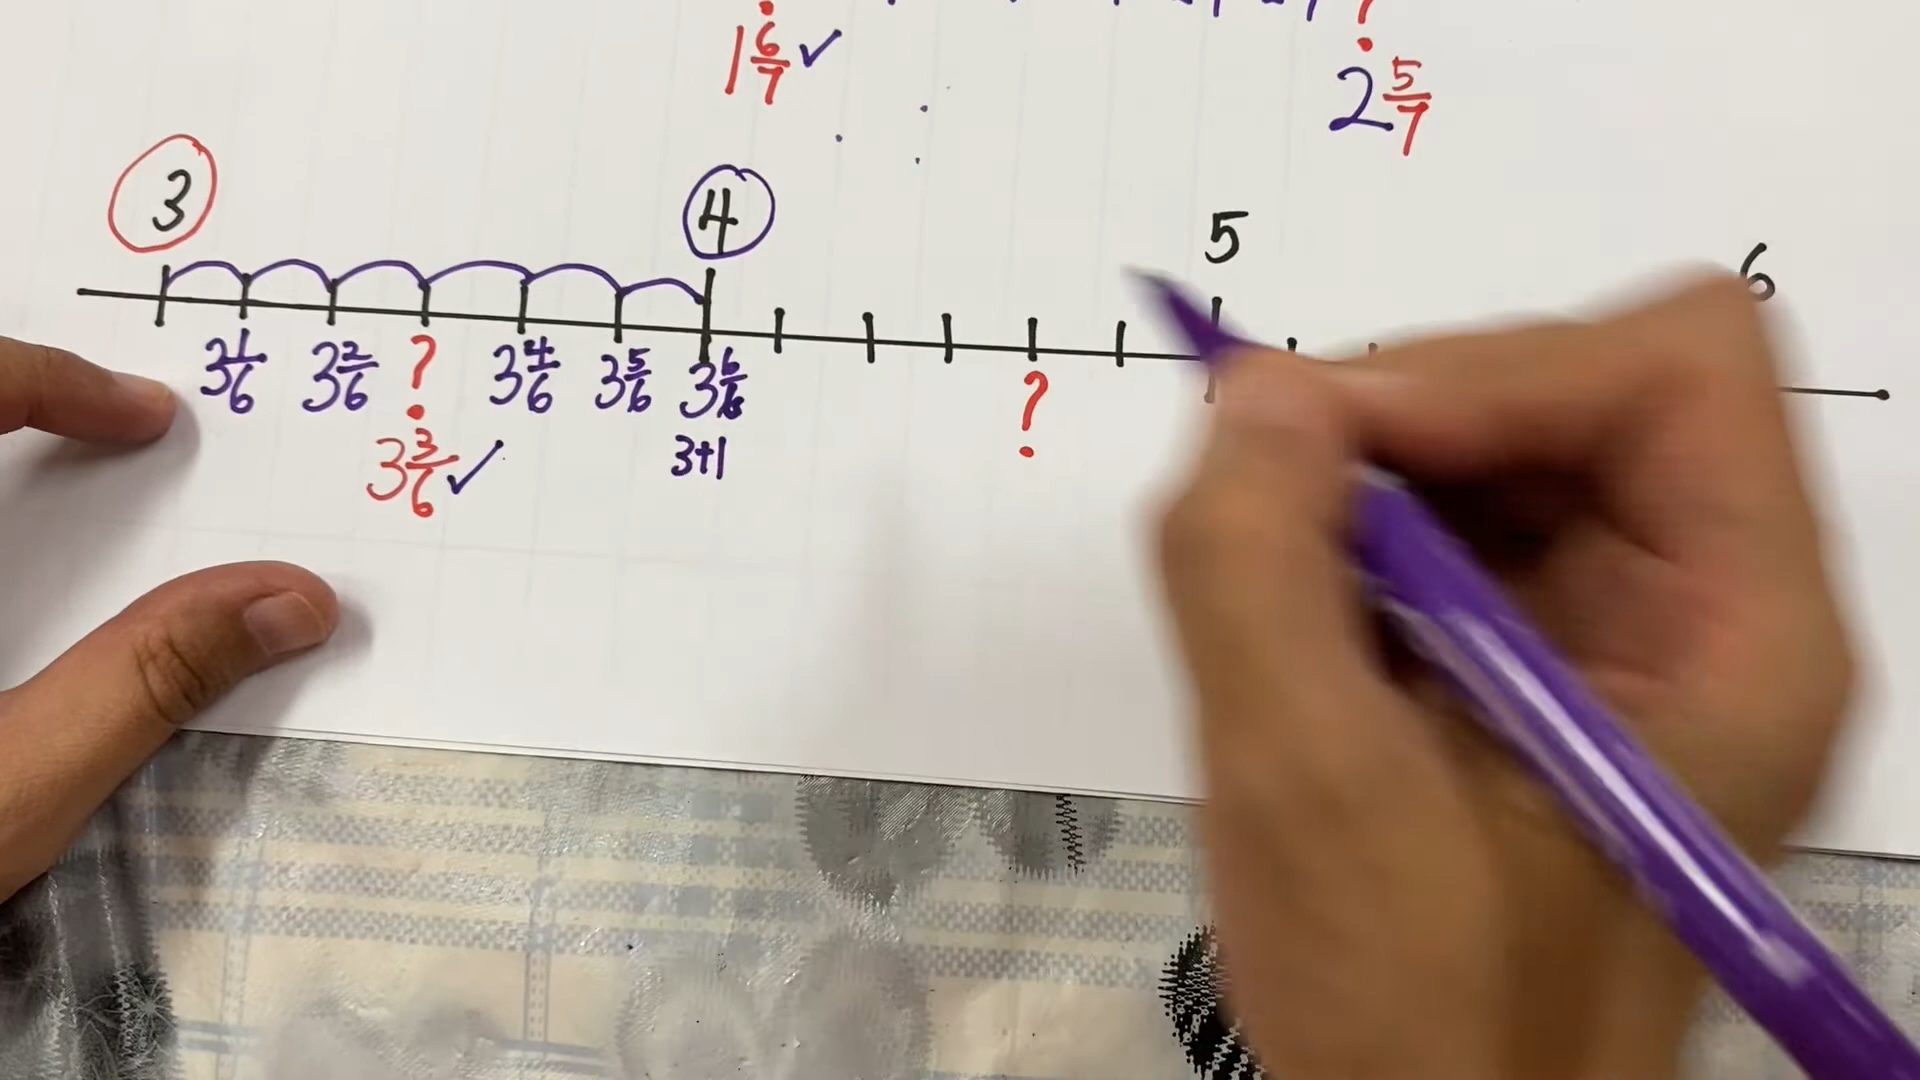 1 6/7 ✓
2 5/7
3 4 5 6
3 1/6 3 2/6 ? 3 4/6 3 5/6 3 6/6 ?
3 3/6 ✓ 3+1